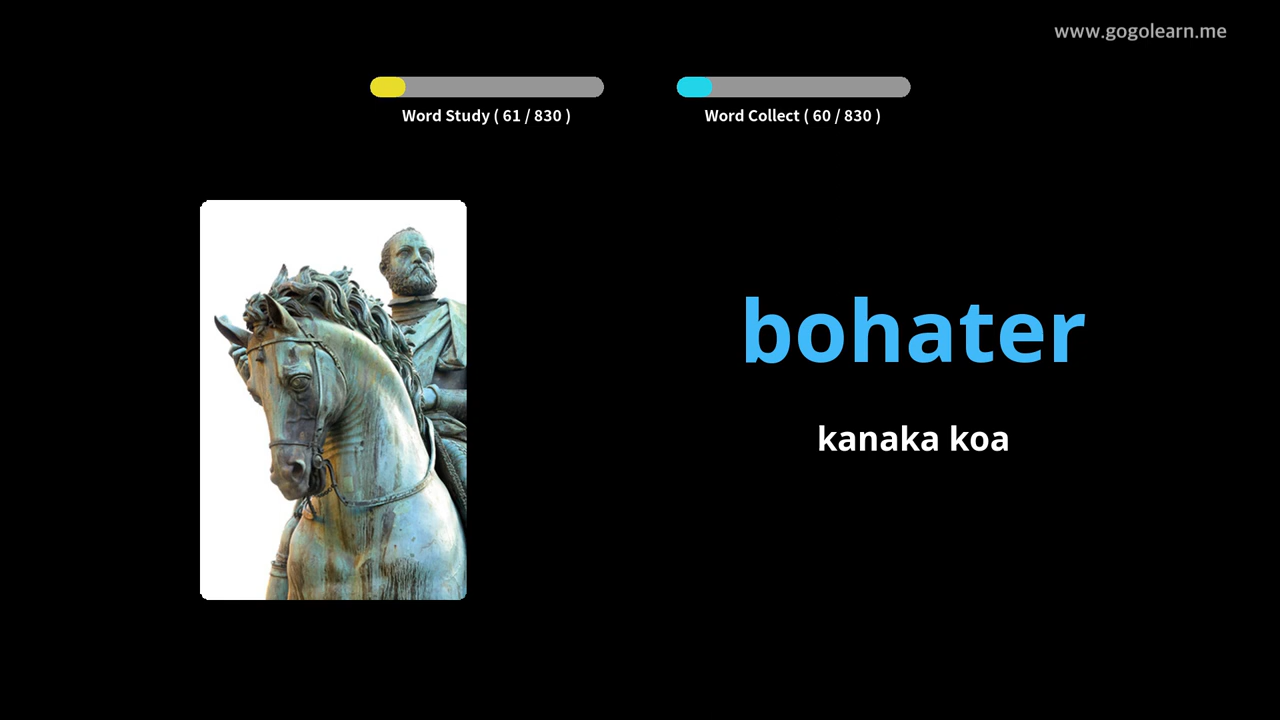 www.gogolearn.me
Word Study ( 61 / 830 )
Word Collect ( 60 / 830 )
bohater
kanaka koa